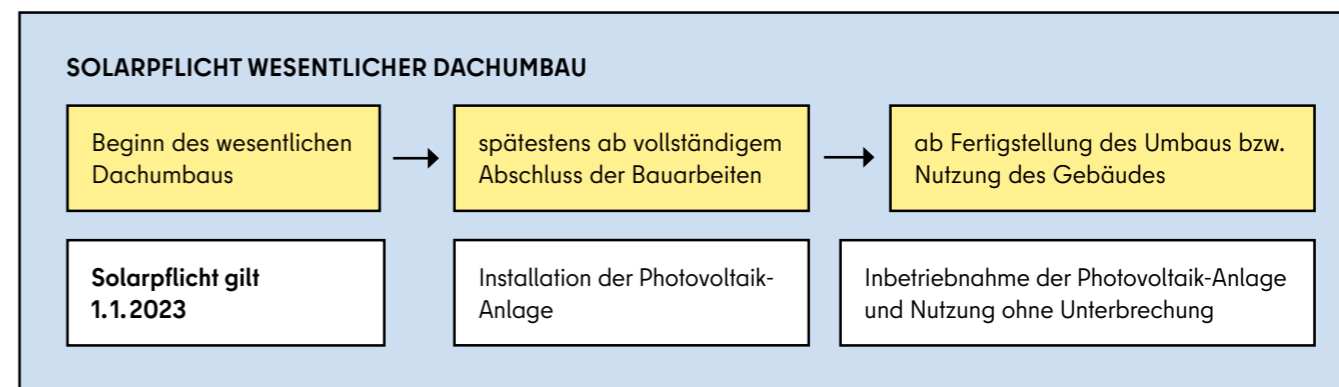 SOLARPFLICHT WESENTLICHER DACHUMBAU
Beginn des wesentlichen
Dachumbaus
spätestens ab vollständigem
Abschluss der Bauarbeiten
ab Fertigstellung des Umbaus bzw.
Nutzung des Gebäudes
Solarpflicht gilt
1.1.2023
Installation der Photovoltaik-
Anlage
Inbetriebnahme der Photovoltaik-Anlage
und Nutzung ohne Unterbrechung